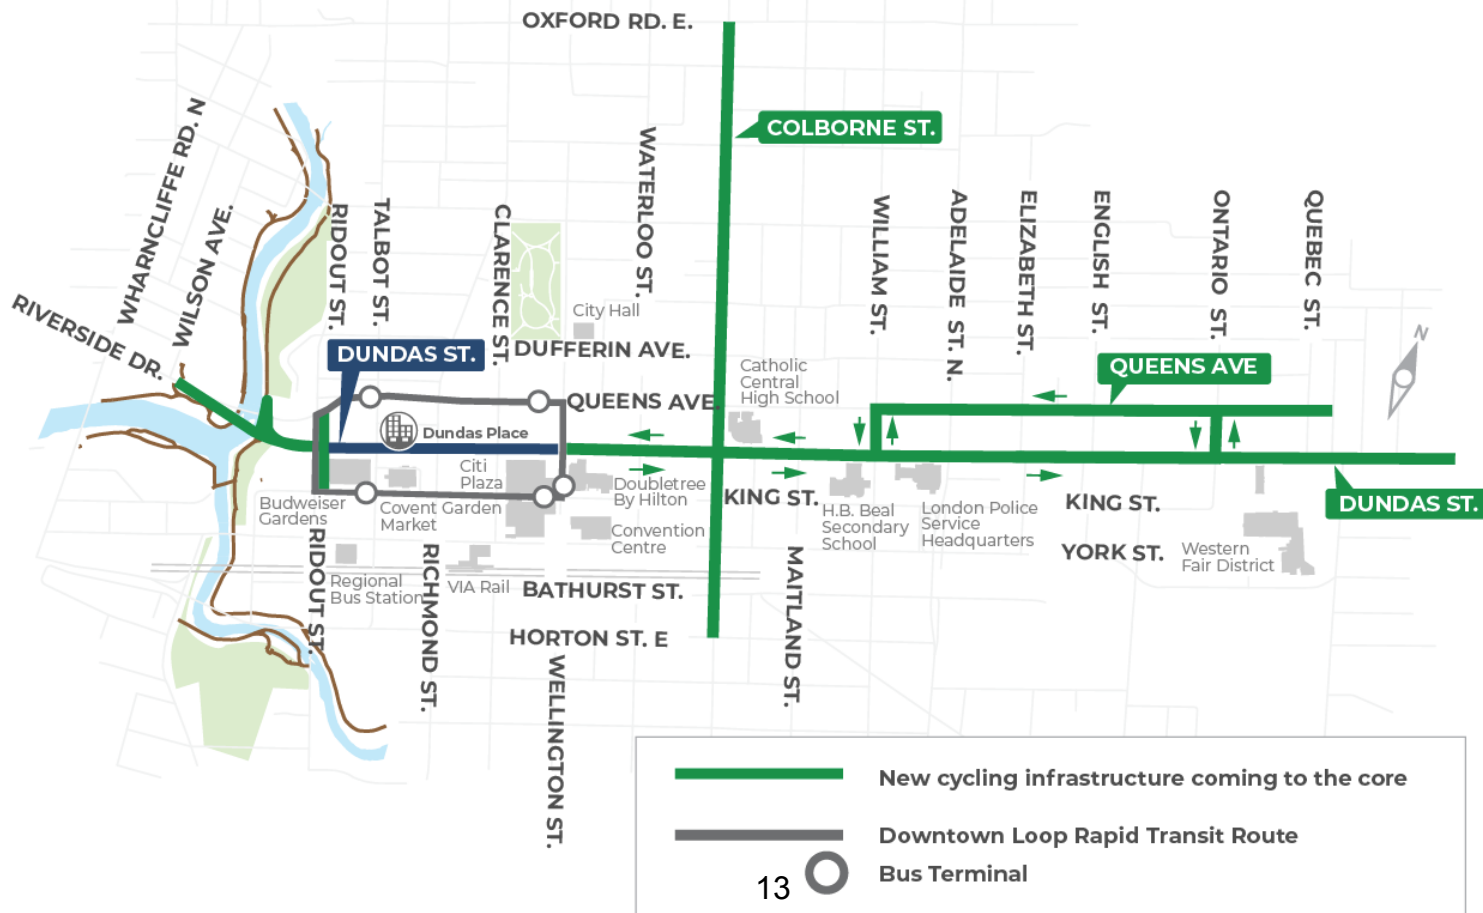 OXFORD RD. E.
COLBORNE ST.
WHARNCLIFFE RD. N
WILSON AVE.
RIVERSIDE DR.
RIDOUT ST.
TALBOT ST.
CLARENCE ST.
WATERLOO ST.
WILLIAM ST.
ADELAIDE ST. N.
ELIZABETH ST.
ENGLISH ST.
ONTARIO ST.
QUEBEC ST.
N
City Hall
DUFFERIN AVE.
DUNDAS ST.
Catholic
Central
High School
QUEENS AVE
QUEENS AVE.
Dundas Place
Citi
Plaza
Doubletree
By Hilton
KING ST.
Budweiser
Gardens
Covent Garden
Market
Convention
Centre
H.B. Beal
Secondary
School
London Police
Service
Headquarters
KING ST.
DUNDAS ST.
YORK ST.
Western
Fair District
RIDOUT ST.
Regional
Bus Station
RICHMOND ST.
VIA Rail
BATHURST ST.
MAITLAND ST.
HORTON ST. E
WELLINGTON ST.
New cycling infrastructure coming to the core
Downtown Loop Rapid Transit Route
Bus Terminal
13